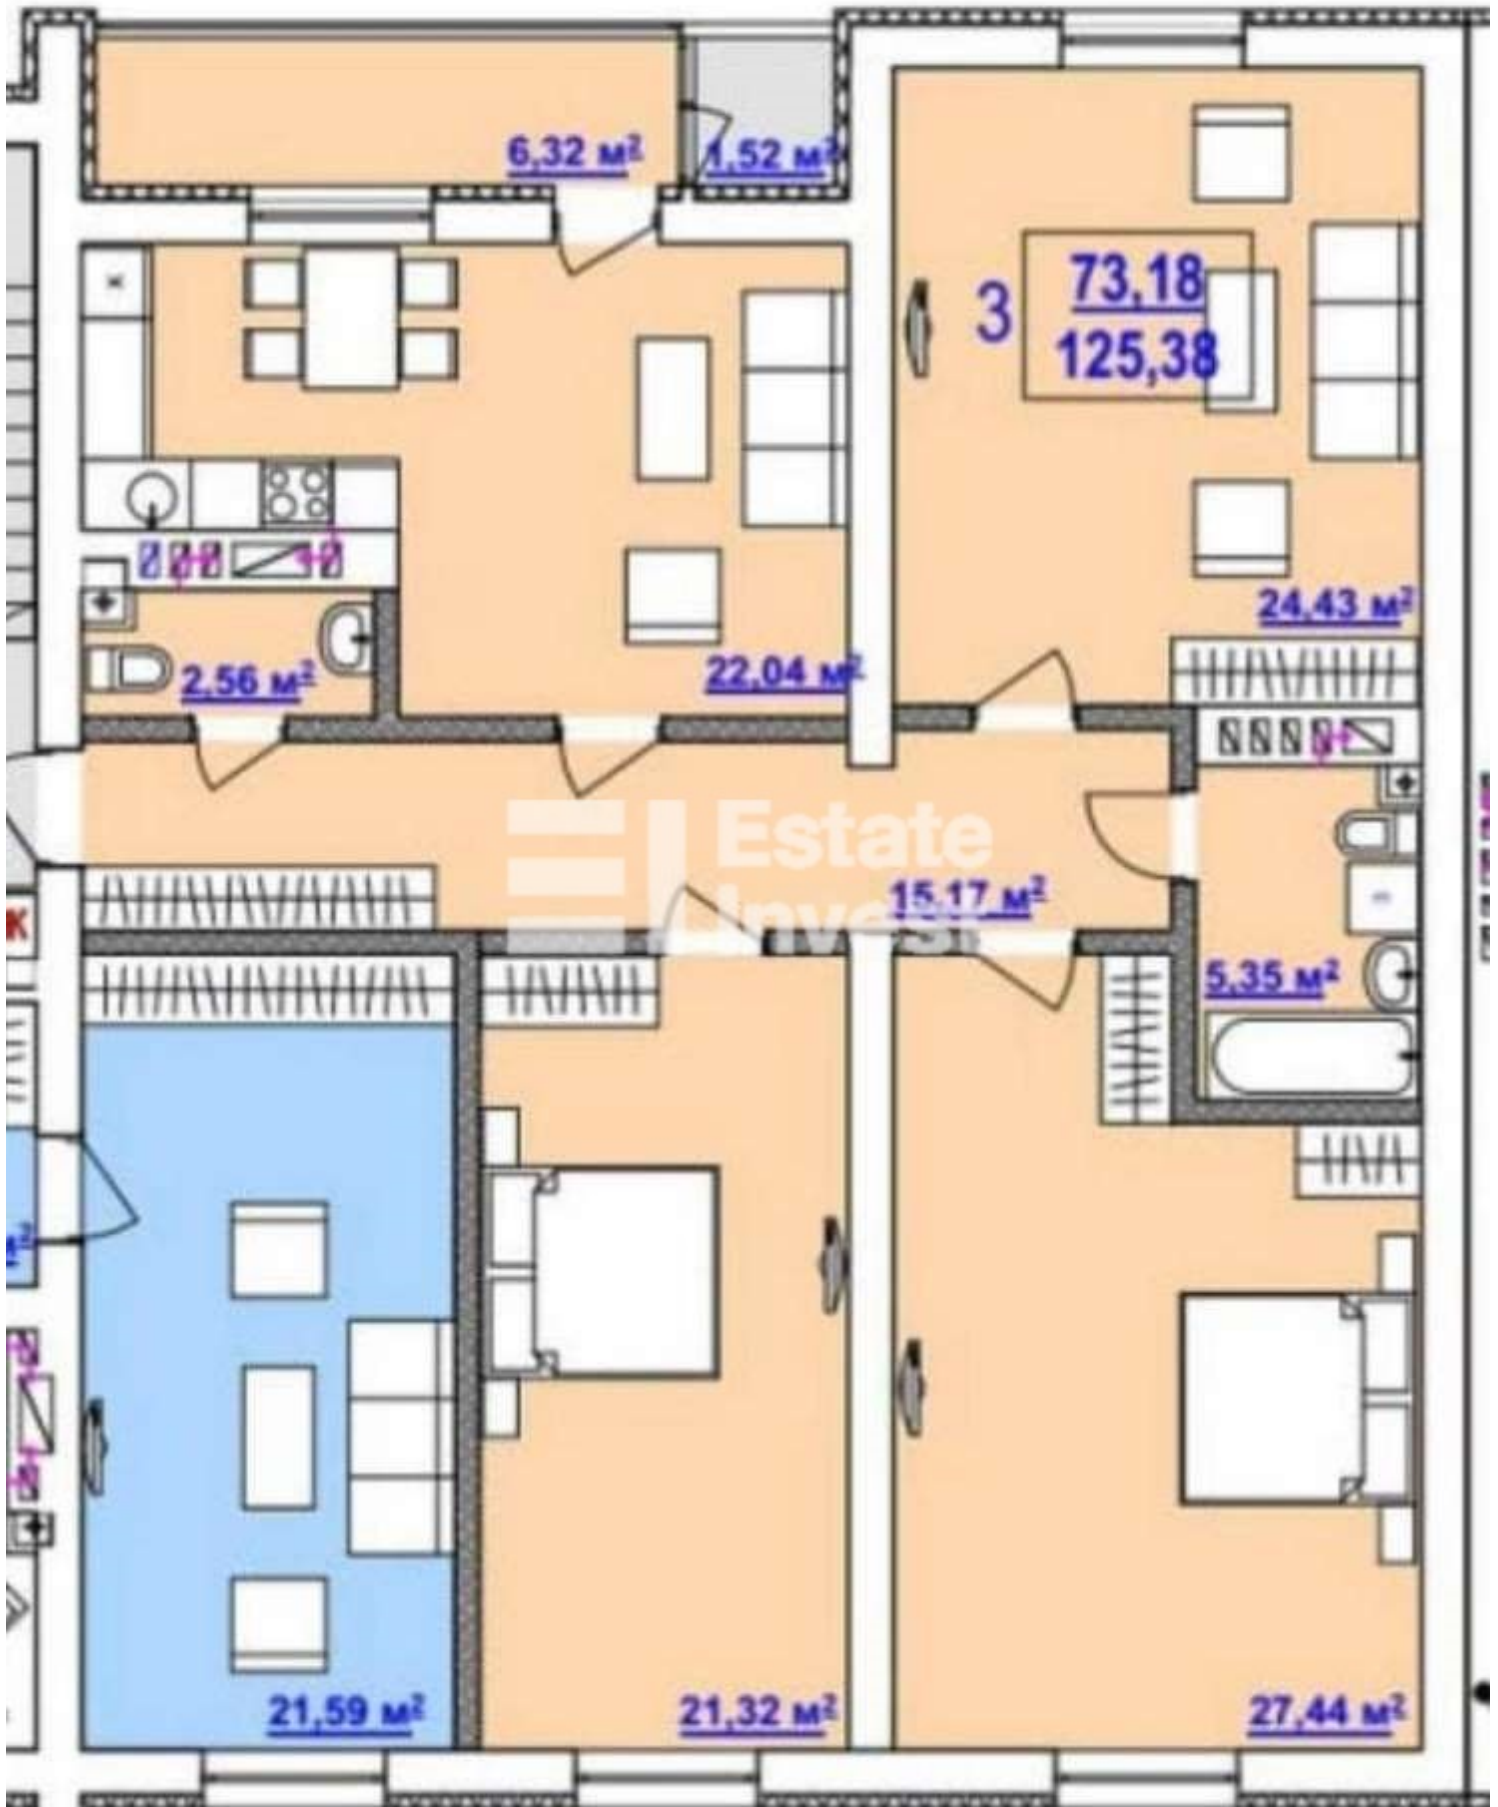 6,32 м²
1,52 м²
3
73,18
125,38
24,43 м²
2,56 м²
22,04 м²
Estate
Invest
15,17 м²
Ж
5,35 м²
21,59 м²
21,32 м²
27,44 м²